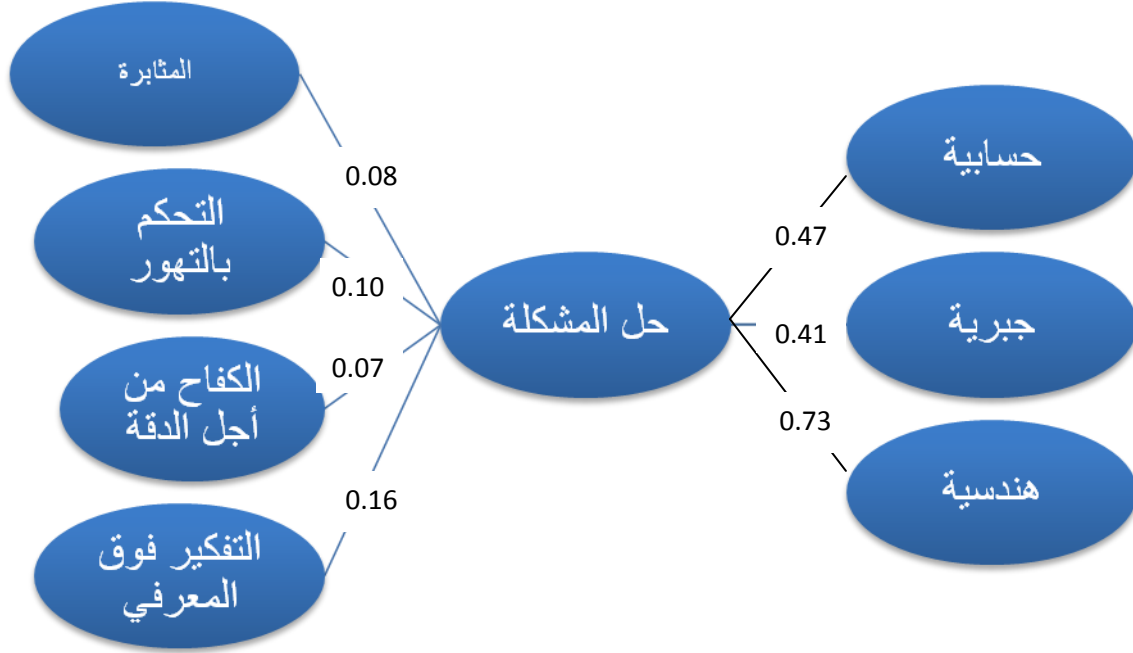 المثابرة
0.08
حسابية
التحكم
بالتهور
0.47
0.10
حل المشكلة
جبرية
0.41
0.07
الكفاح من
أجل الدقة
0.73
هندسية
0.16
التفكير فوق
المعرفي